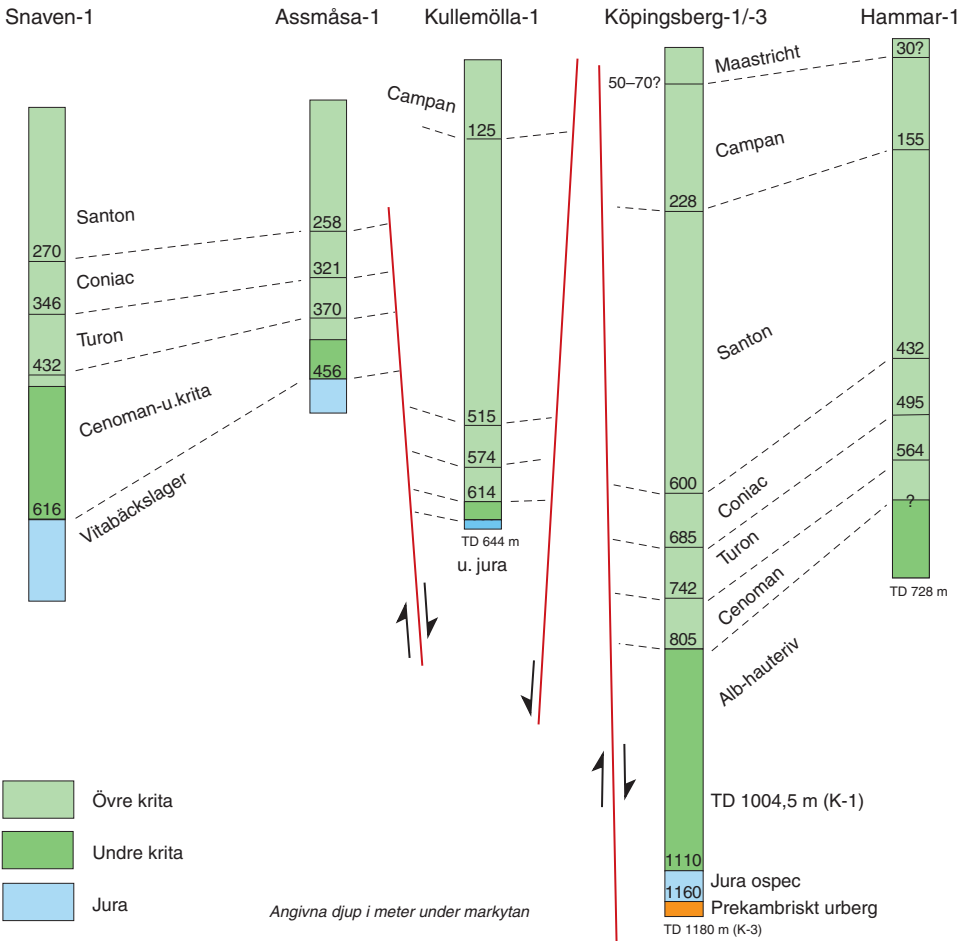 Snaven-1
Assmåsa-1
Kullemölla-1
Köpingsberg-1/-3
Hammar-1
Santon
270
Coniac
346
Turon
432
Cenoman-u.krita
616
Vitabäckslager
258
321
370
456
Campan
125
515
574
614
TD 644 m
u. jura
50–70?
Maastricht
Campan
228
Santon
600
Coniac
685
Turon
742
Cenoman
805
Alb-hauteriv
TD 1004,5 m (K-1)
1110
Jura ospec
1160
Prekambriskt urberg
TD 1180 m (K-3)
30?
155
432
495
564
?
TD 728 m
Övre krita
Undre krita
Jura
Angivna djup i meter under markytan